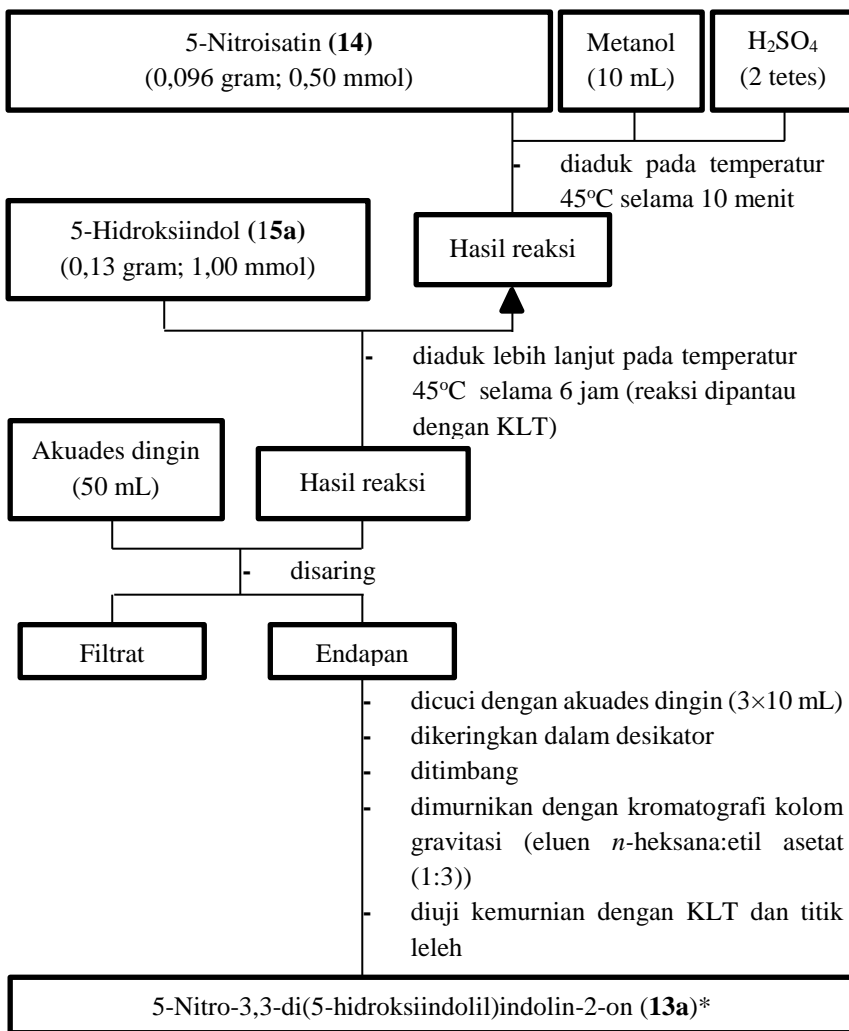 5-Nitroisatin (14)
(0,096 gram; 0,50 mmol)
Metanol
(10 mL)
H₂SO₄
(2 tetes)
- diaduk pada temperatur
45°C selama 10 menit
5-Hidroksiindol (15a)
(0,13 gram; 1,00 mmol)
Hasil reaksi
- diaduk lebih lanjut pada temperatur
45°C selama 6 jam (reaksi dipantau
dengan KLT)
Akuades dingin
(50 mL)
Hasil reaksi
- disaring
Filtrat
Endapan
- dicuci dengan akuades dingin (3×10 mL)
- dikeringkan dalam desikator
- ditimbang
- dimurnikan dengan kromatografi kolom
gravitasi (eluen n-heksana:etil asetat
(1:3))
- diuji kemurnian dengan KLT dan titik
leleh
5-Nitro-3,3-di(5-hidroksiindolil)indolin-2-on (13a)*